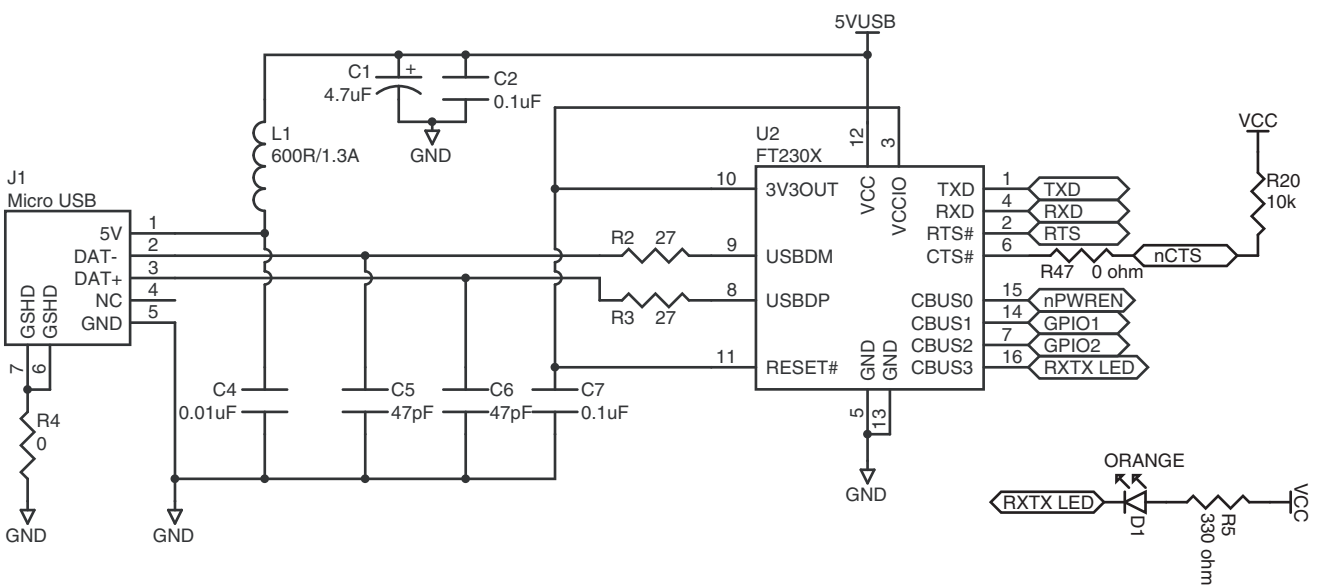 5VUSB
C1
+
4.7uF
C2
0.1uF
GND
L1
600R/1.3A
U2
FT230X
12
3
VCC
VCCIO
VCC
R20
10k
J1
Micro USB
5V
1
DAT-
2
DAT+
3
NC
4
GND
5
GSHD
GSHD
7
6
R4
0
GND
GND
R2 27
R3 27
10 3V3OUT
9 USBDM
8 USBDP
11 RESET#
TXD 1 TXD
RXD 4 RXD
RTS# 2 RTS
CTS# 6
R47 0 ohm
nCTS
CBUS0 15 nPWREN
CBUS1 14 GPIO1
CBUS2 7 GPIO2
CBUS3 16 RXTX LED
GND
GND
5
13
GND
C4
0.01uF
C5
47pF
C6
47pF
C7
0.1uF
ORANGE
RXTX LED
D1
R5
330 ohm
VCC